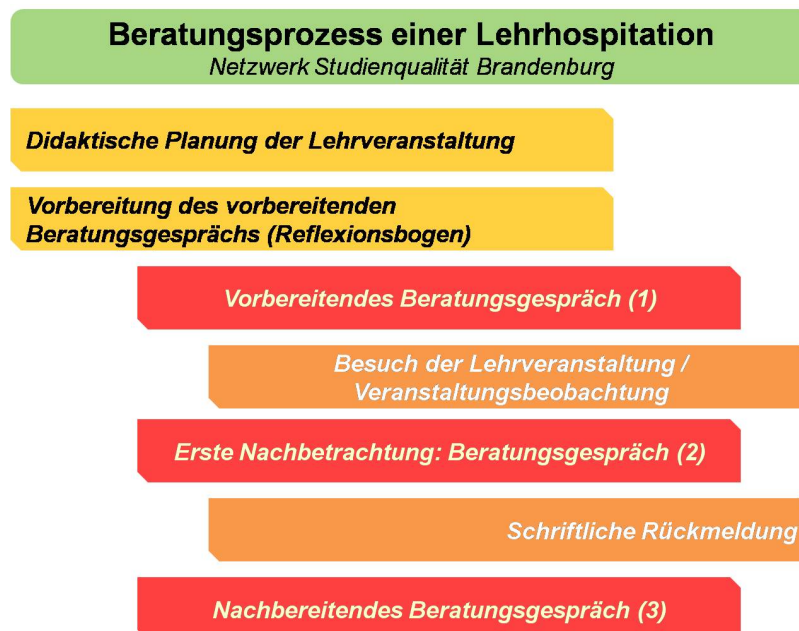 Beratungsprozess einer Lehrhospitation
Netzwerk Studienqualität Brandenburg
Didaktische Planung der Lehrveranstaltung
Vorbereitung des vorbereitenden
Beratungsgesprächs (Reflexionsbogen)
Vorbereitendes Beratungsgespräch (1)
Besuch der Lehrveranstaltung /
Veranstaltungsbeobachtung
Erste Nachbetrachtung: Beratungsgespräch (2)
Schriftliche Rückmeldung
Nachbereitendes Beratungsgespräch (3)